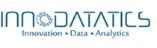 INNODATATICS
Innovation • Data • Analytics